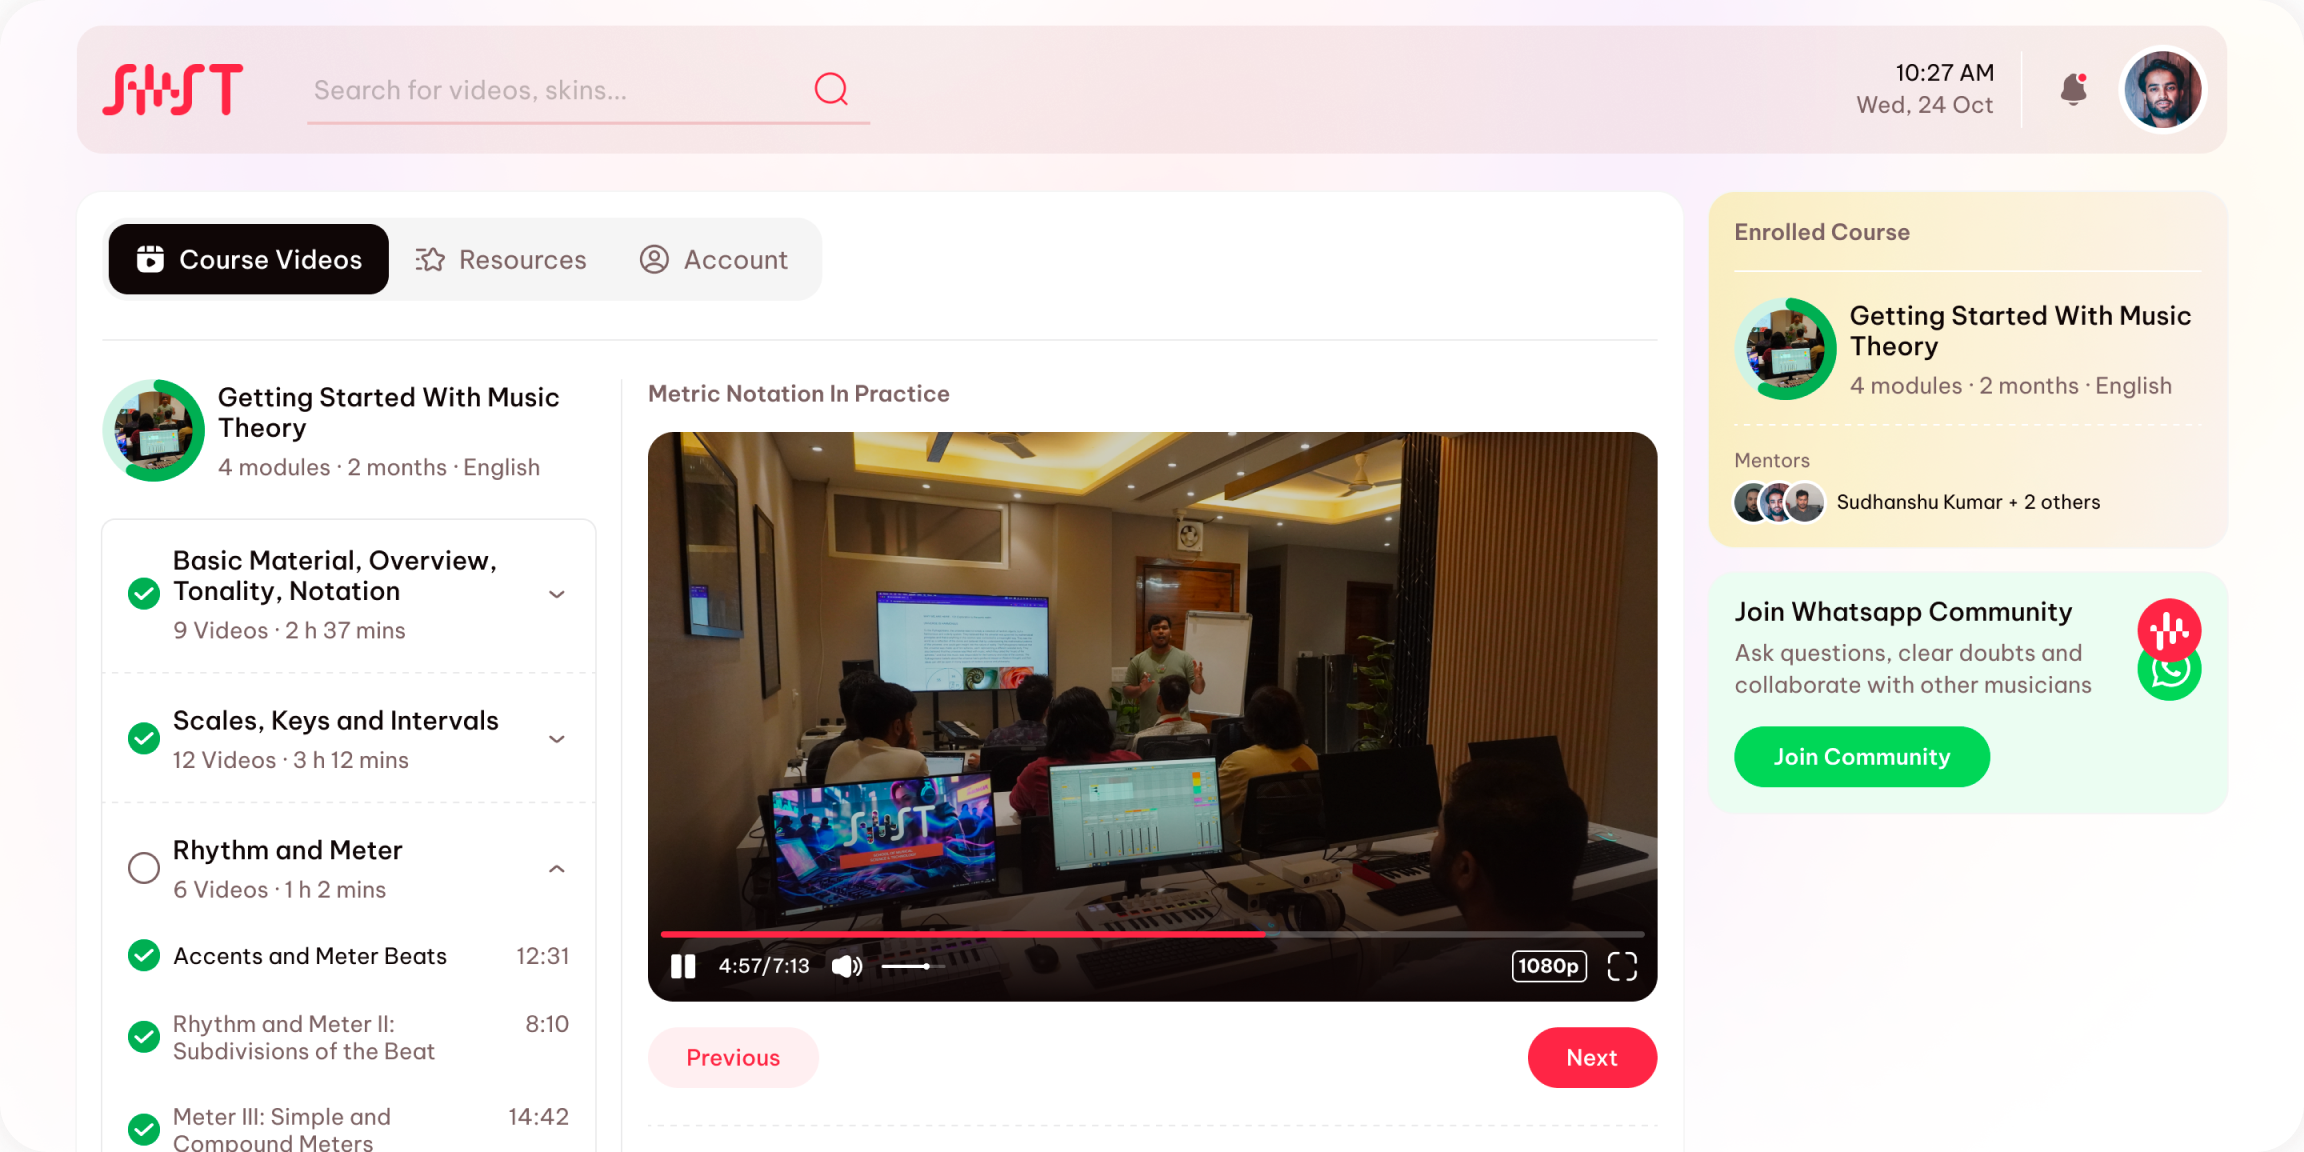 SMST
Search for videos, skins...
10:27 AM
Wed, 24 Oct
Course Videos
Resources
Account
Getting Started With Music
Theory
4 modules · 2 months · English
Basic Material, Overview,
Tonality, Notation
9 Videos · 2 h 37 mins
Scales, Keys and Intervals
12 Videos · 3 h 12 mins
Rhythm and Meter
6 Videos · 1 h 2 mins
Accents and Meter Beats
12:31
Rhythm and Meter II:
Subdivisions of the Beat
8:10
Meter III: Simple and
Compound Meters
14:42
Metric Notation In Practice
SMST
4:57/7:13
1080p
Previous
Next
Enrolled Course
Getting Started With Music
Theory
4 modules · 2 months · English
Mentors
Sudhanshu Kumar + 2 others
Join Whatsapp Community
Ask questions, clear doubts and
collaborate with other musicians
Join Community